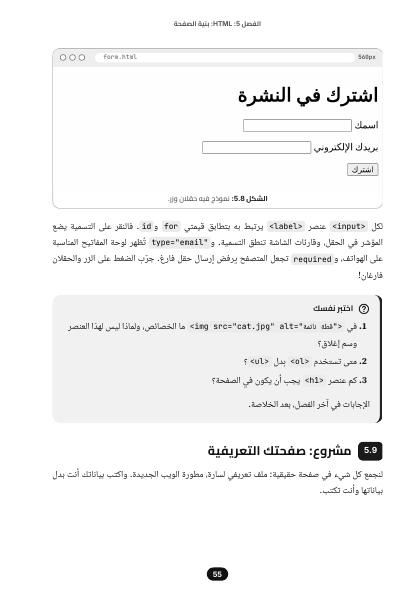 الفصل 5: HTML: بنية الصفحة
form.html
560px
اشترك في النشرة
اسمك
بريدك الإلكتروني
اشترك
الشكل 5.8: نموذج فيه حقلان وزر.
لكل <input> عنصر <label> يرتبط به بتطابق قيمتي for و id. فالنقر على التسمية يضع
المؤشر في الحقل، وقارئات الشاشة تنطق التسمية. و type="email" تُظهر لوحة المفاتيح المناسبة
على الهواتف، و required تجعل المتصفح يرفض إرسال حقل فارغ. جرّب الضغط على الزر والحقلان
فارغان!
اختبر نفسك
1. في <img src="cat.jpg" alt="قطة نائمة"> ما الخصائص، ولماذا ليس لهذا العنصر
وسم إغلاق؟
2. متى تستخدم <ol> بدل <ul>؟
3. كم عنصر <h1> يجب أن يكون في الصفحة؟
الإجابات في آخر الفصل، بعد الخلاصة.
5.9 مشروع: صفحتك التعريفية
لنجمع كل شيء في صفحة حقيقية: ملف تعريفي لسارة، مطورة الويب الجديدة. واكتب بياناتك أنت بدل
بياناتها وأنت تكتب.
55